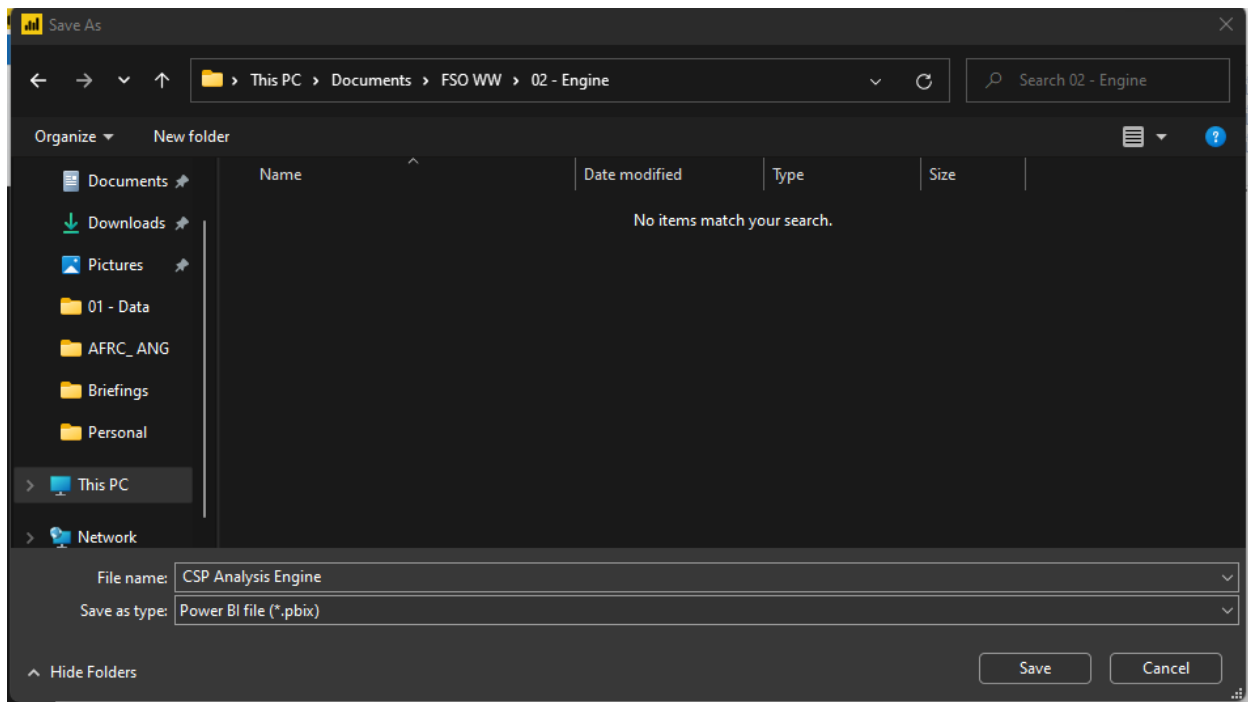 Save As
This PC > Documents > FSO WW > 02 - Engine
Search 02 - Engine
Organize
New folder
Name
Date modified
Type
Size
Documents
No items match your search.
Downloads
Pictures
01 - Data
AFRC_ ANG
Briefings
Personal
This PC
Network
File name: CSP Analysis Engine
Save as type: Power BI file (*.pbix)
Hide Folders
Save
Cancel